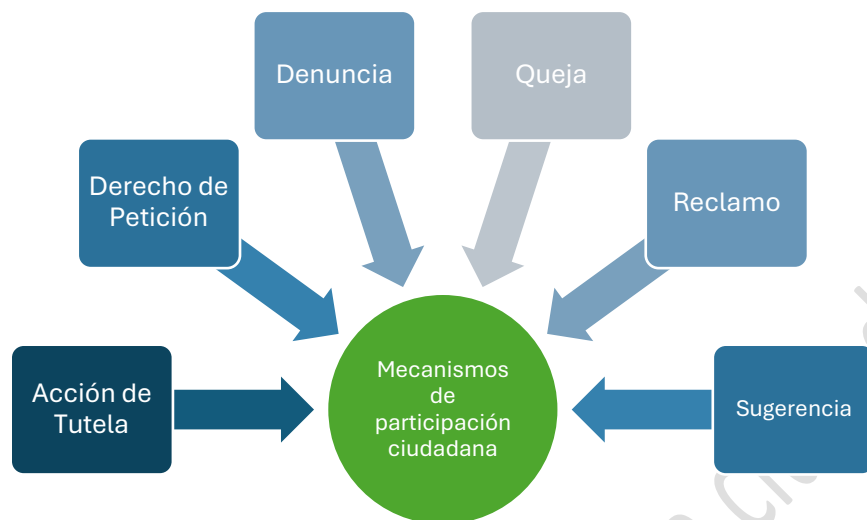 Denuncia
Queja
Derecho de
Petición
Reclamo
Acción de
Tutela
Mecanismos
de
participación
ciudadana
Sugerencia